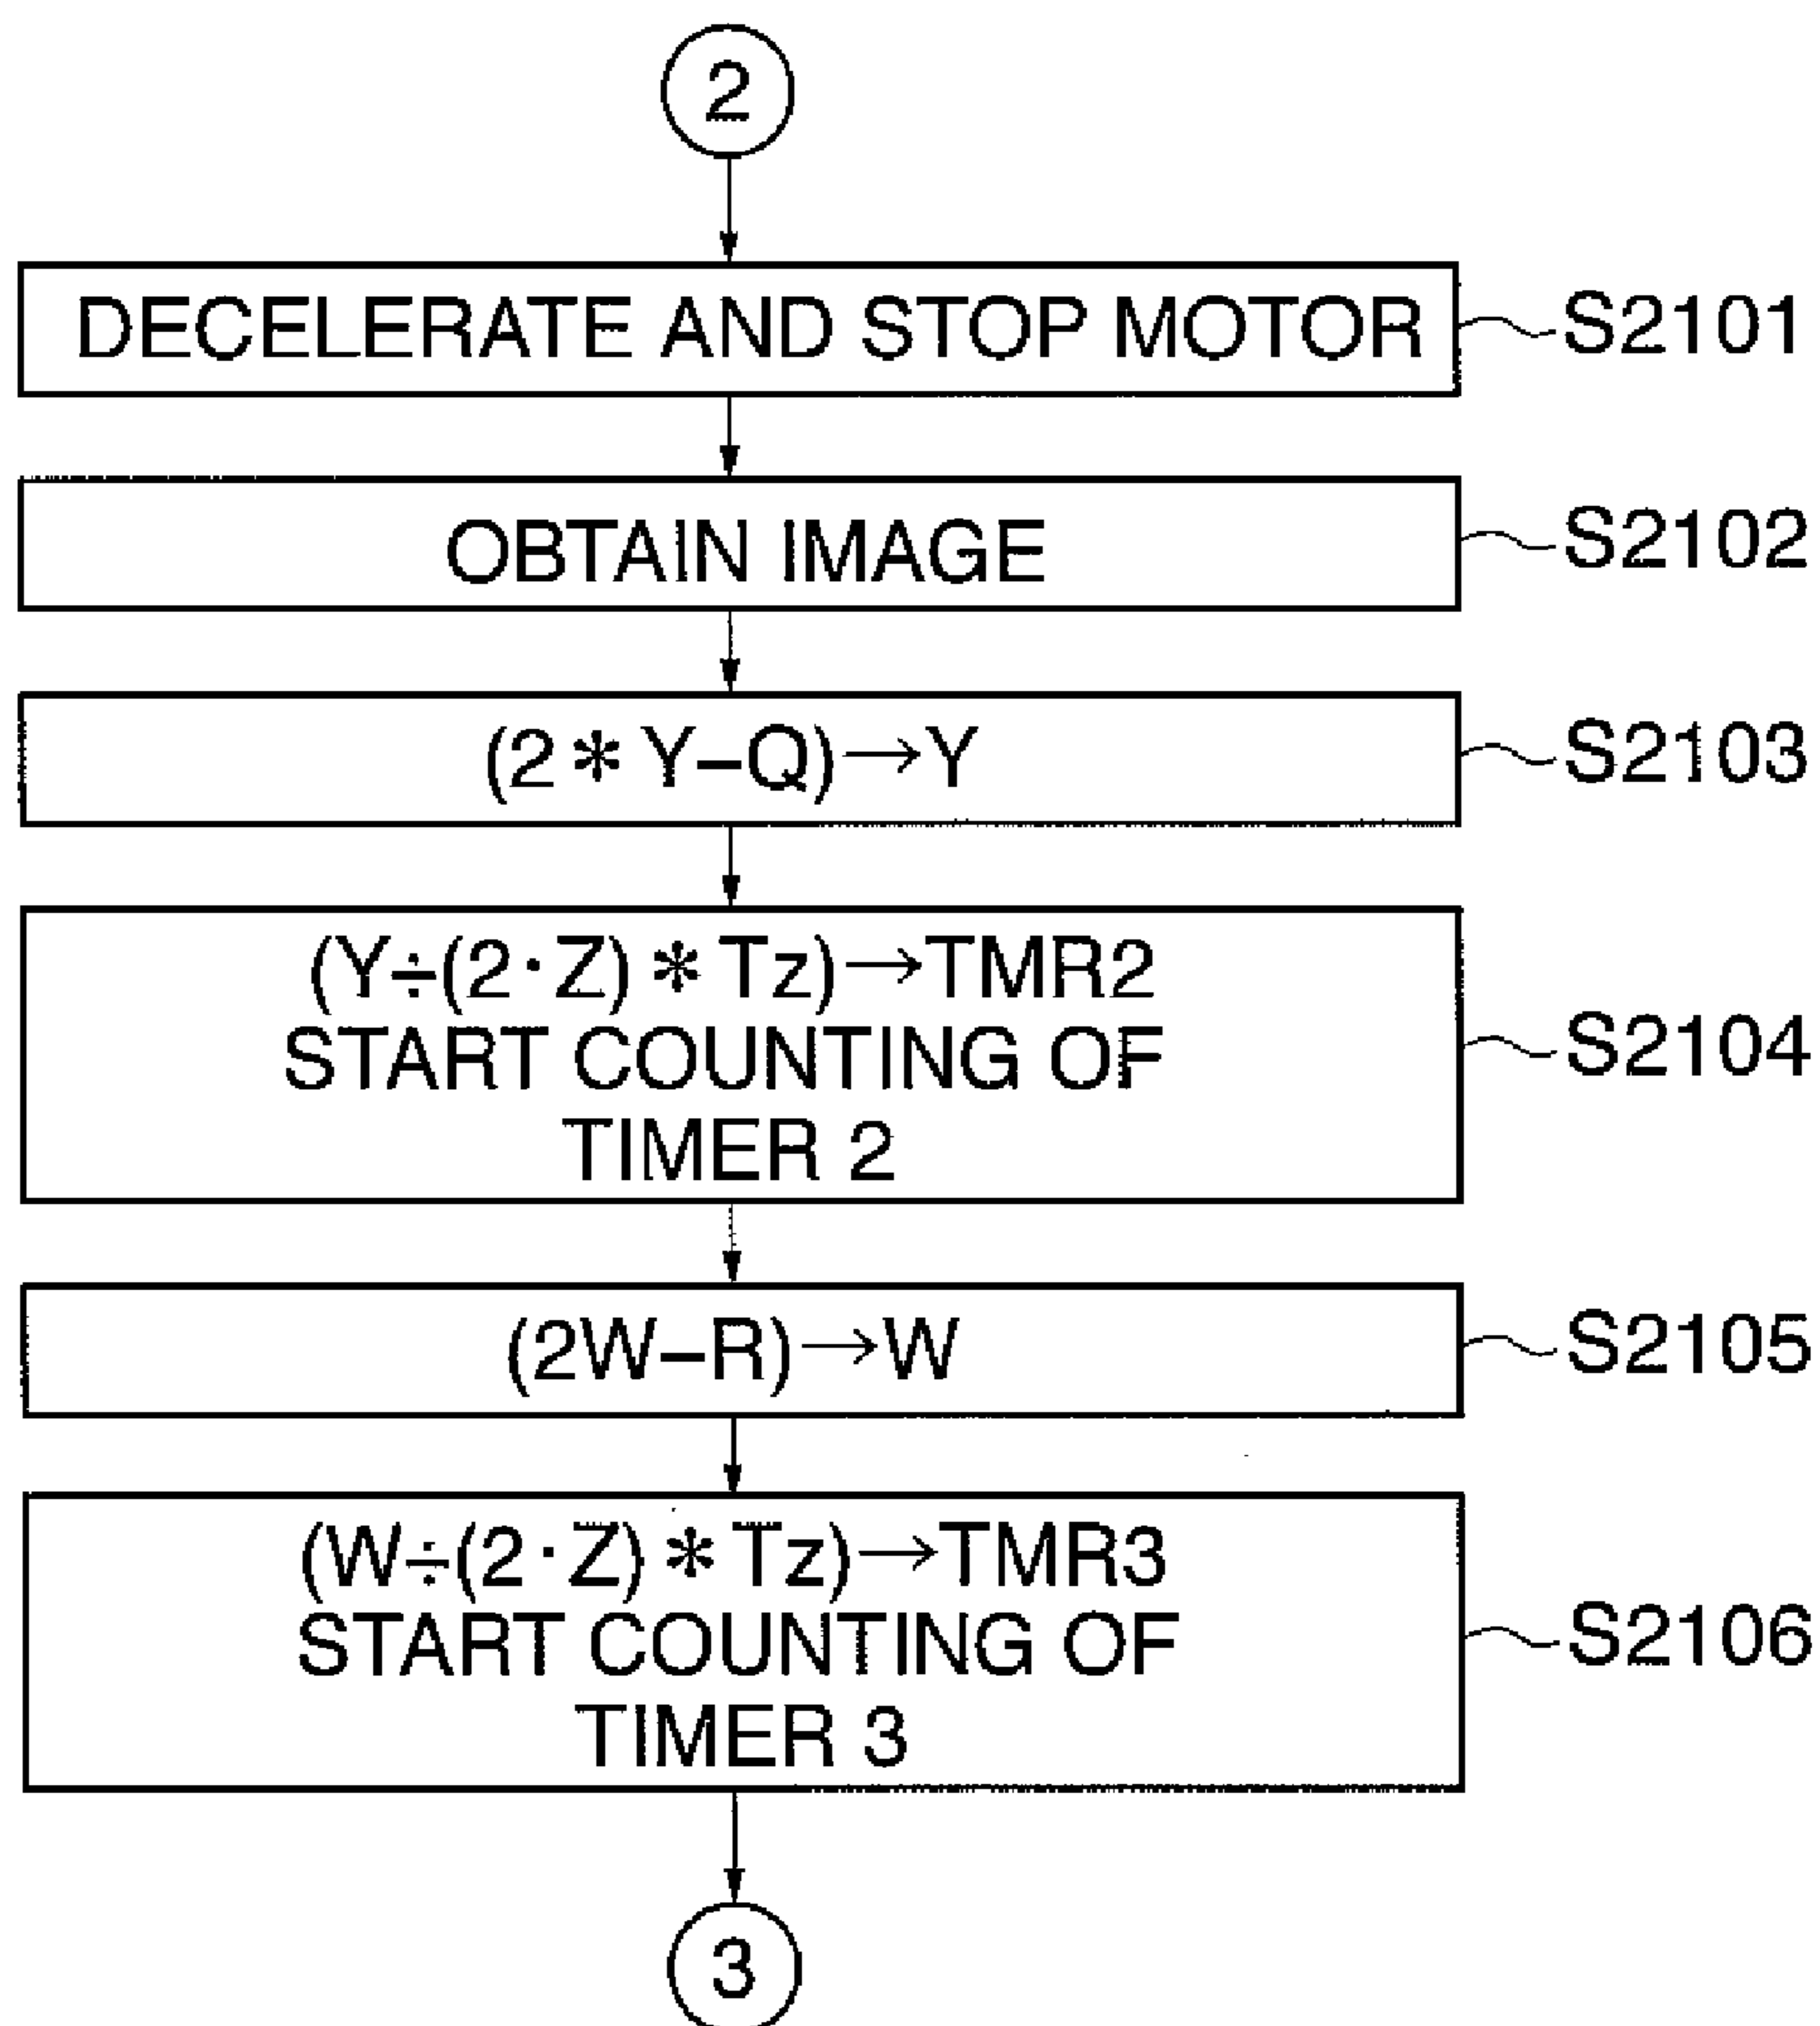 2
DECELERATE AND STOP MOTOR
S2101
OBTAIN IMAGE
S2102
(2 * Y–Q)→Y
S2103
(Y÷(2·Z) * Tz)→TMR2
START COUNTING OF
TIMER 2
S2104
(2W–R)→W
S2105
(W÷(2·Z) * Tz)→TMR3
START COUNTING OF
TIMER 3
S2106
3